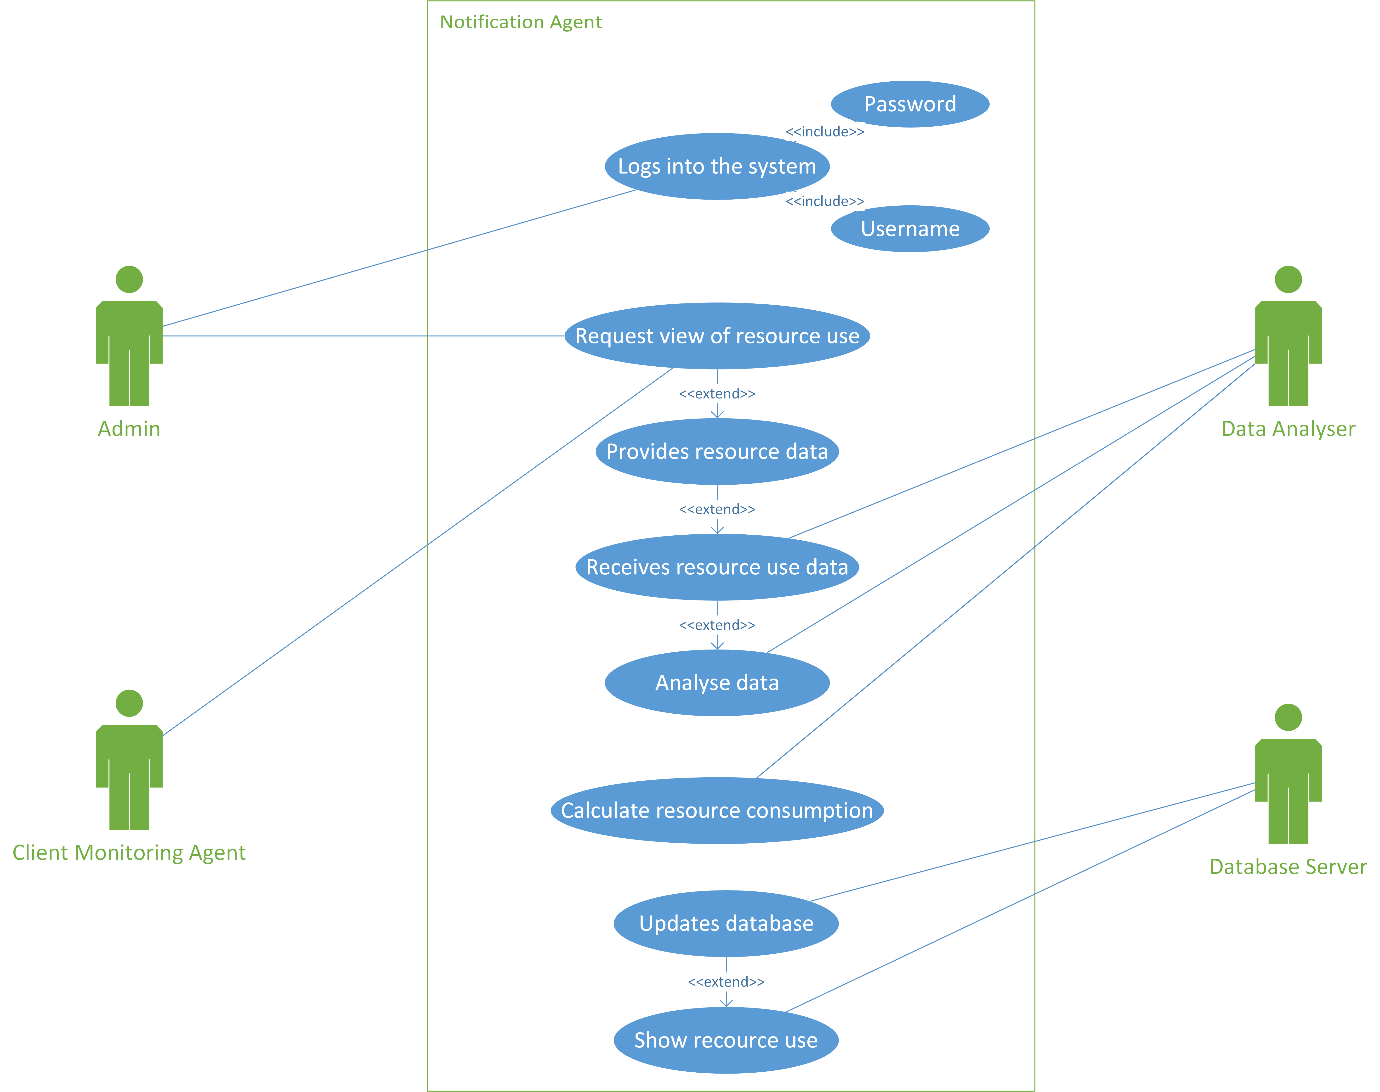 Notification Agent
Password
<<include>>
Logs into the system
<<include>>
Username
Admin
Request view of resource use
<<extend>>
Provides resource data
<<extend>>
Receives resource use data
<<extend>>
Analyse data
Data Analyser
Client Monitoring Agent
Calculate resource consumption
Updates database
<<extend>>
Show recource use
Database Server